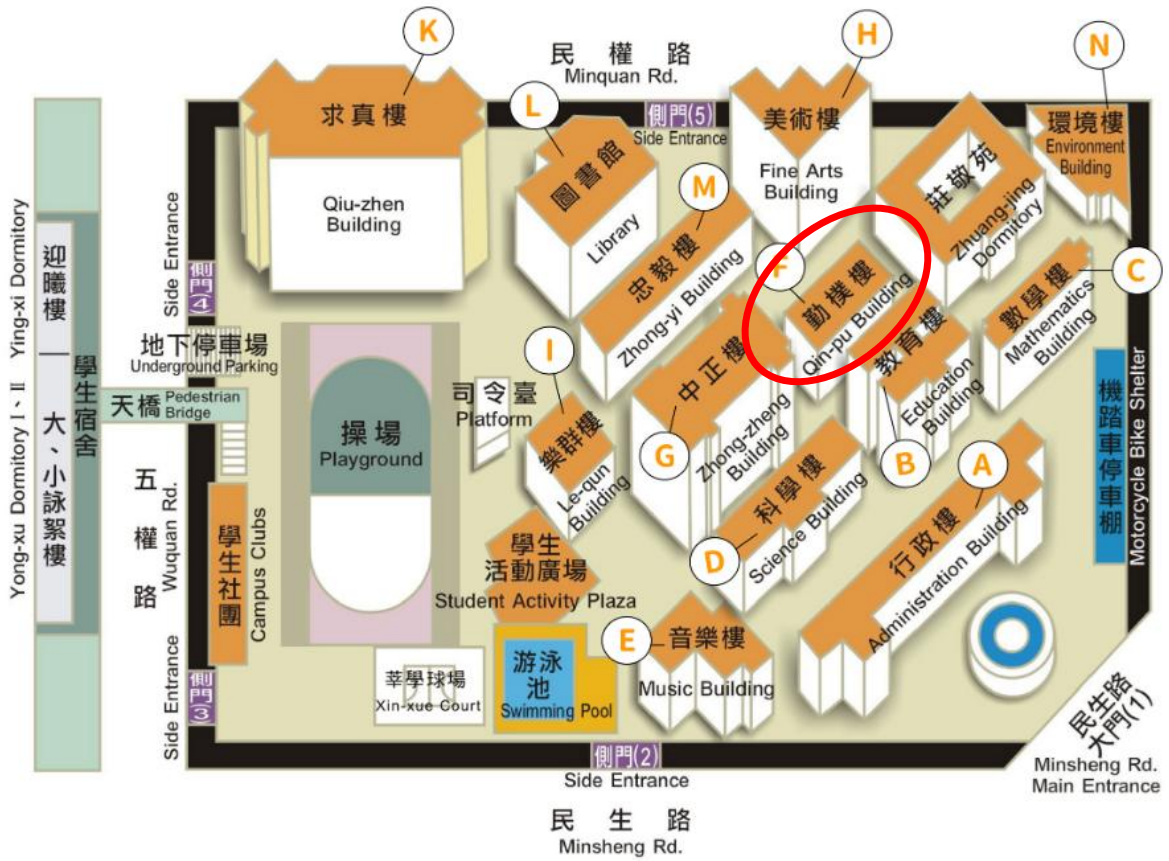 K
民權路
Minquan Rd.
H
N
求真樓
Qiu-zhen
Building
L
圖書館
Library
側門(5)
Side Entrance
美術樓
Fine Arts
Building
莊敬苑
Zhuang-jing
Dormitory
環境樓
Environment
Building
M
忠毅樓
Zhong-yi Building
F
勤樸樓
Qin-pu Building
C
數學樓
Mathematics
Building
Side Entrance
側門(4)
迎曦樓
Ying-xi Dormitory
大、小詠絮樓
Yong-xu Dormitory I、II
學生宿舍
地下停車場
Underground Parking
天橋
Pedestrian
Bridge
操場
Playground
司令臺
Platform
I
樂群樓
Le-qun
Building
中正樓
G
Zhong-zheng
Building
教育樓
Education
Building
B
A
行政樓
Administration Building
機踏車停車棚
Motorcycle Bike Shelter
科學樓
D
Science Building
五權路
Wuquan Rd.
學生社團
Campus Clubs
學生
活動廣場
Student Activity Plaza
E
音樂樓
Music Building
莘學球場
Xin-xue Court
游泳
池
Swimming Pool
Side Entrance
側門(3)
側門(2)
Side Entrance
民生路
大門(1)
Minsheng Rd.
Main Entrance
民生路
Minsheng Rd.